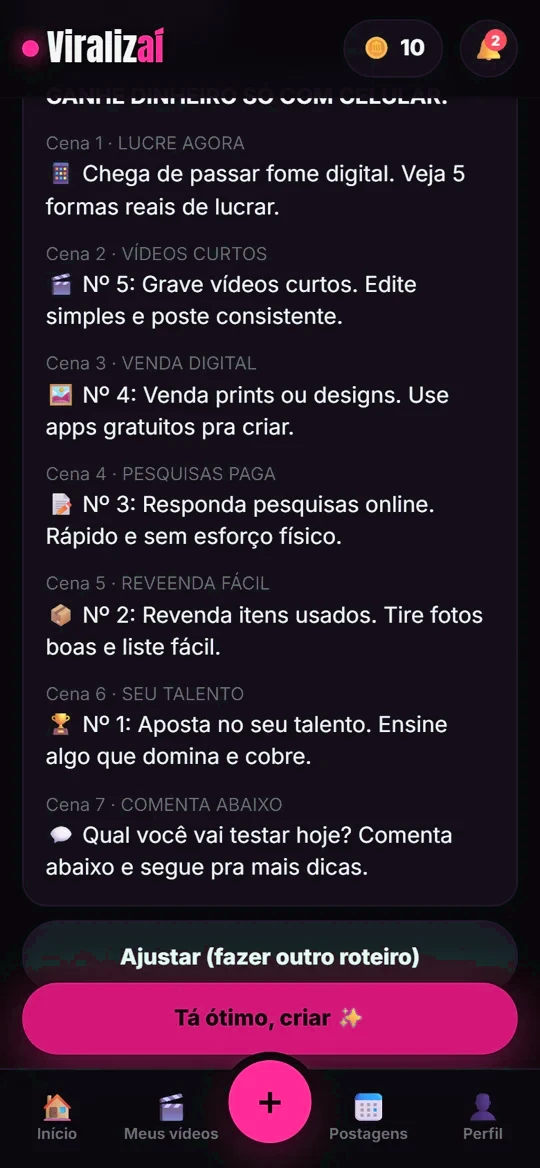 Viralizaí
10
2
GANHE DINHEIRO SÓ COM CELULAR.
Cena 1 · LUCRE AGORA
Chega de passar fome digital. Veja 5
formas reais de lucrar.
Cena 2 · VÍDEOS CURTOS
Nº 5: Grave vídeos curtos. Edite
simples e poste consistente.
Cena 3 · VENDA DIGITAL
Nº 4: Venda prints ou designs. Use
apps gratuitos pra criar.
Cena 4 · PESQUISAS PAGA
Nº 3: Responda pesquisas online.
Rápido e sem esforço físico.
Cena 5 · REVEENDA FÁCIL
Nº 2: Revenda itens usados. Tire fotos
boas e liste fácil.
Cena 6 · SEU TALENTO
Nº 1: Aposta no seu talento. Ensine
algo que domina e cobre.
Cena 7 · COMENTA ABAIXO
Qual você vai testar hoje? Comenta
abaixo e segue pra mais dicas.
Ajustar (fazer outro roteiro)
Tá ótimo, criar
+
Início Meus vídeos Postagens Perfil